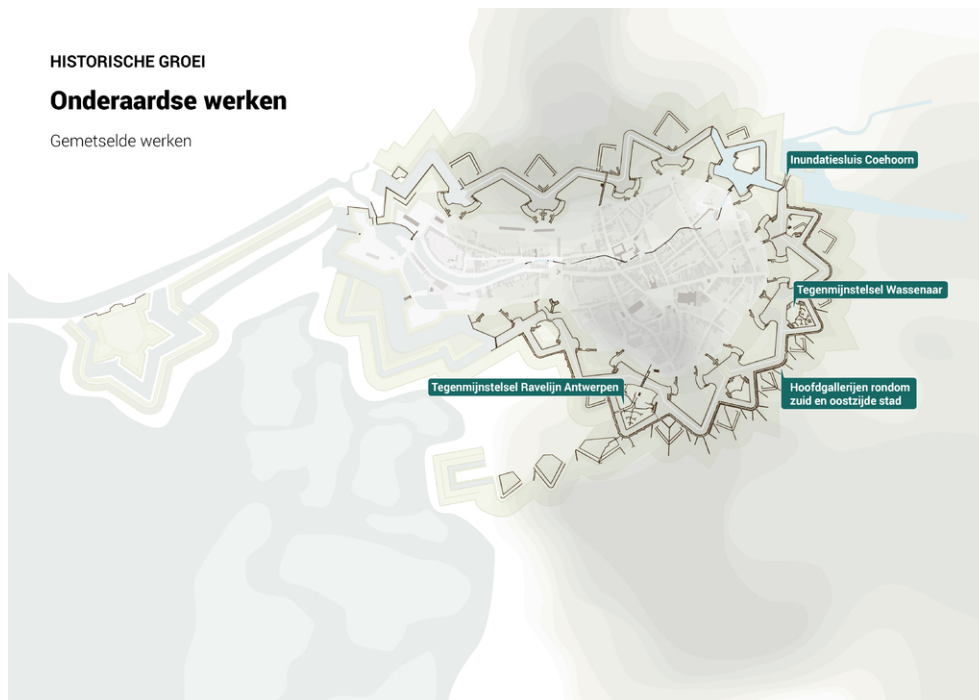 HISTORISCHE GROEI
Onderaardse werken
Gemetselde werken
Inundatiesluis Coehoorn
Tegenmijnstelsel Wassenaar
Tegenmijnstelsel Ravelijn Antwerpen
Hoofdgallerijen rondom
zuid en oostzijde stad